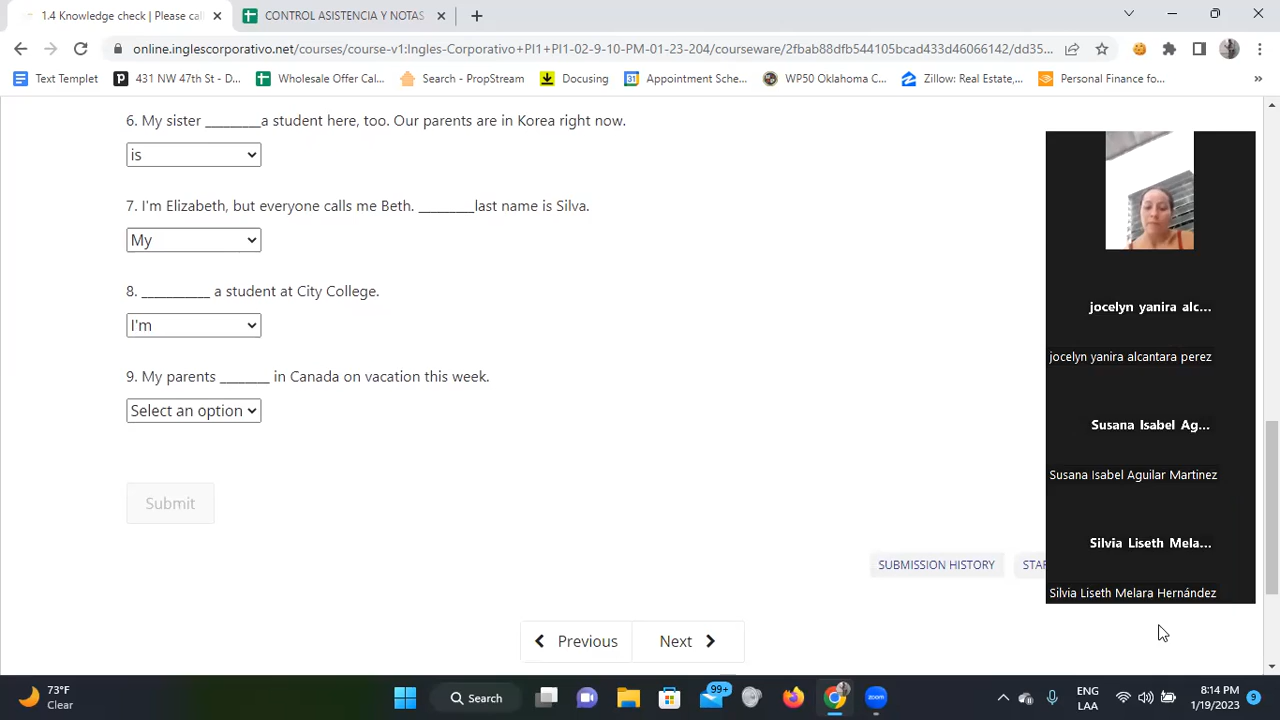 1.4 Knowledge check | Please cal
CONTROL ASISTENCIA Y NOTAS
online.inglescorporativo.net/courses/course-v1:Ingles-Corporativo+PI1+PI1-02-9-10-PM-01-23-204/courseware/2fbab88dfb544105bcad433d46066142/dd35...
Text Templet
431 NW 47th St - D...
Wholesale Offer Cal...
Search - PropStream
Docusing
Appointment Sche...
WP50 Oklahoma C...
Zillow: Real Estate,...
Personal Finance fo...
6. My sister _________a student here, too. Our parents are in Korea right now.
is
7. I'm Elizabeth, but everyone calls me Beth. _________last name is Silva.
My
8. ___________ a student at City College.
I'm
9. My parents ________ in Canada on vacation this week.
Select an option
Submit
SUBMISSION HISTORY
STAF
Previous
Next
jocelyn yanira alc...
jocelyn yanira alcantara perez
Susana Isabel Ag...
Susana Isabel Aguilar Martinez
Silvia Liseth Mela...
Silvia Liseth Melara Hernández
73°F
Clear
Search
99+
zoom
ENG
LAA
8:14 PM
1/19/2023
9